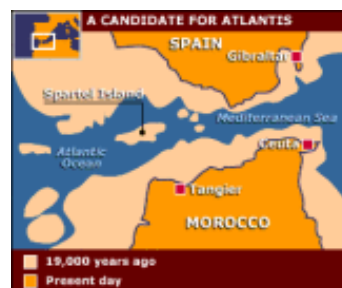 A CANDIDATE FOR ATLANTIS
SPAIN
Gibraltar
Spartel Island
Mediterranean Sea
Ceuta
Atlantic
Ocean
Tangier
MOROCCO
19,000 years ago
Present day